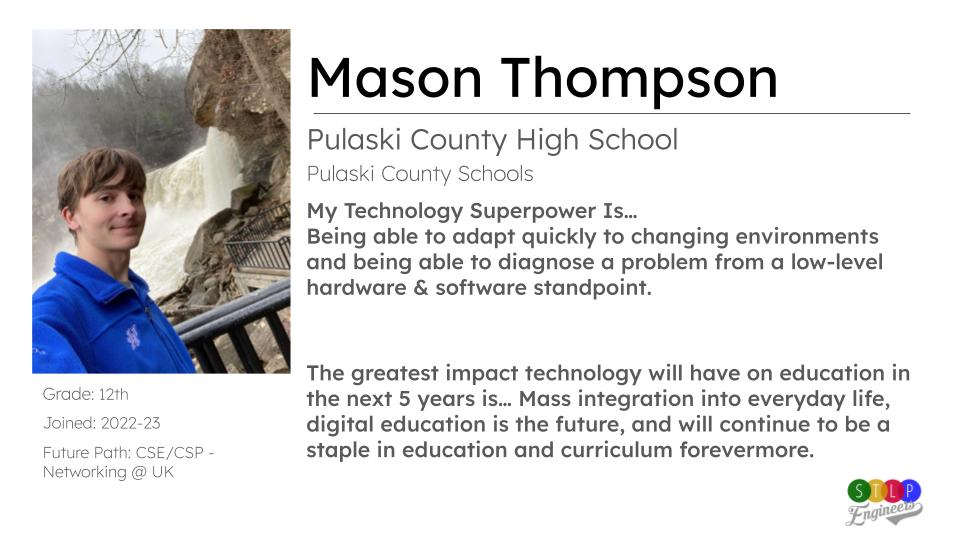 Mason Thompson
Pulaski County High School
Pulaski County Schools
My Technology Superpower Is...
Being able to adapt quickly to changing environments
and being able to diagnose a problem from a low-level
hardware & software standpoint.
The greatest impact technology will have on education in
the next 5 years is... Mass integration into everyday life,
digital education is the future, and will continue to be a
staple in education and curriculum forevermore.
Grade: 12th
Joined: 2022-23
Future Path: CSE/CSP -
Networking @ UK
STLP
Engineers